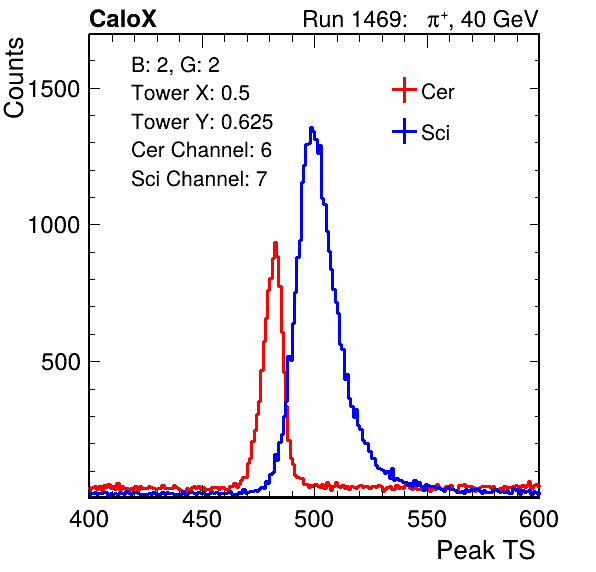 CaloX Run 1469: π+, 40 GeV
Counts
B: 2, G: 2
Tower X: 0.5
Tower Y: 0.625
Cer Channel: 6
Sci Channel: 7
Cer
Sci
1500
1000
500
400 450 500 550 600
Peak TS